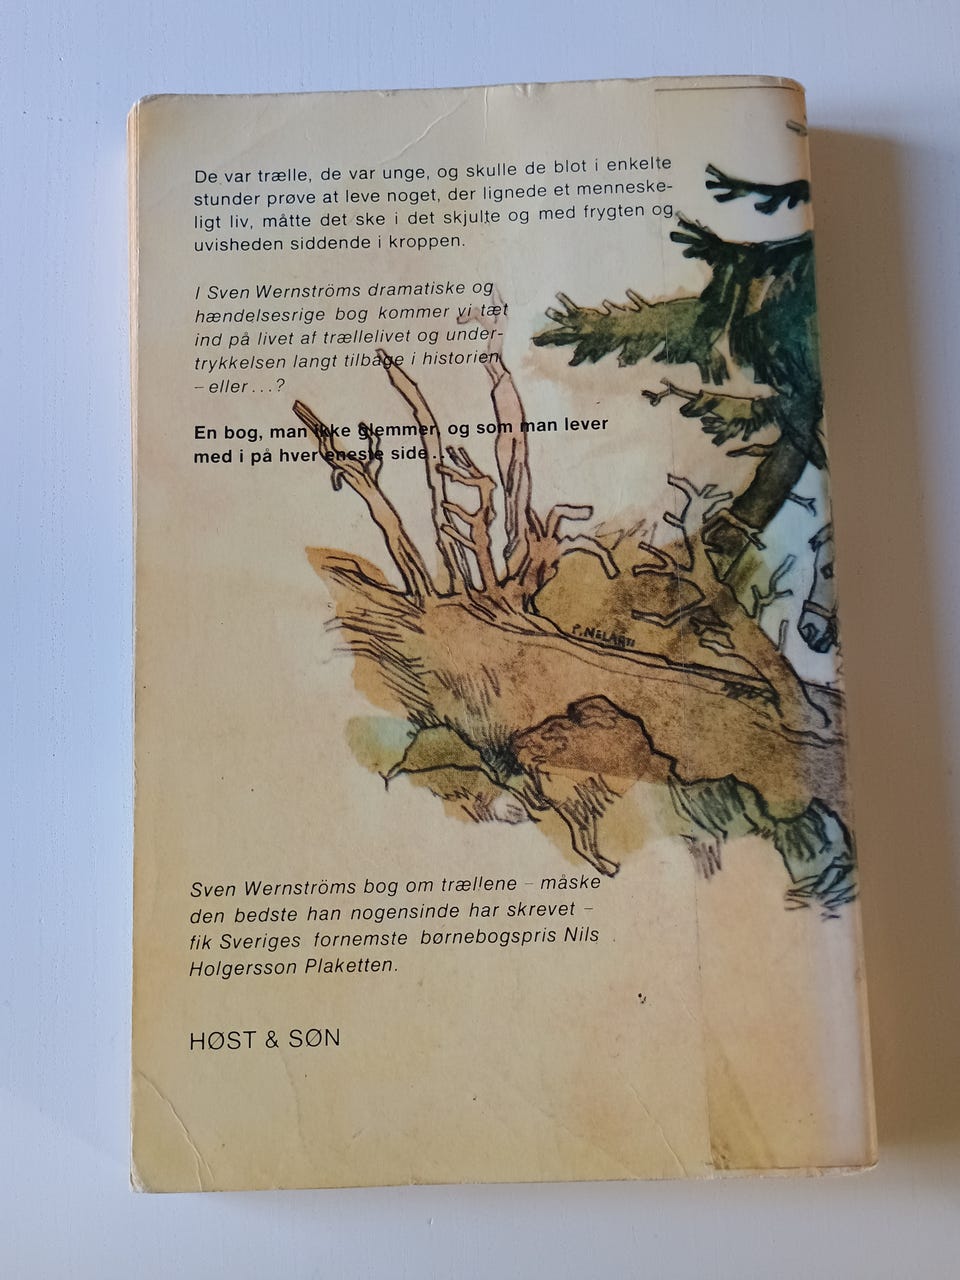 De var trælle, de var unge, og skulle de blot i enkelte
stunder prøve at leve noget, der lignede et menneske-
ligt liv, måtte det ske i det skjulte og med frygten og
uvisheden siddende i kroppen.
I Sven Wernströms dramatiske og
hændelsesrige bog kommer vi tæt
ind på livet af trællelivet og under-
trykkelsen langt tilbage i historien
– eller...?
En bog, man ikke glemmer, og som man lever
med i på hver eneste side...
P. NELARTI
Sven Wernströms bog om trællene – måske
den bedste han nogensinde har skrevet –
fik Sveriges fornemste børnebogspris Nils
Holgersson Plaketten.
HØST & SØN